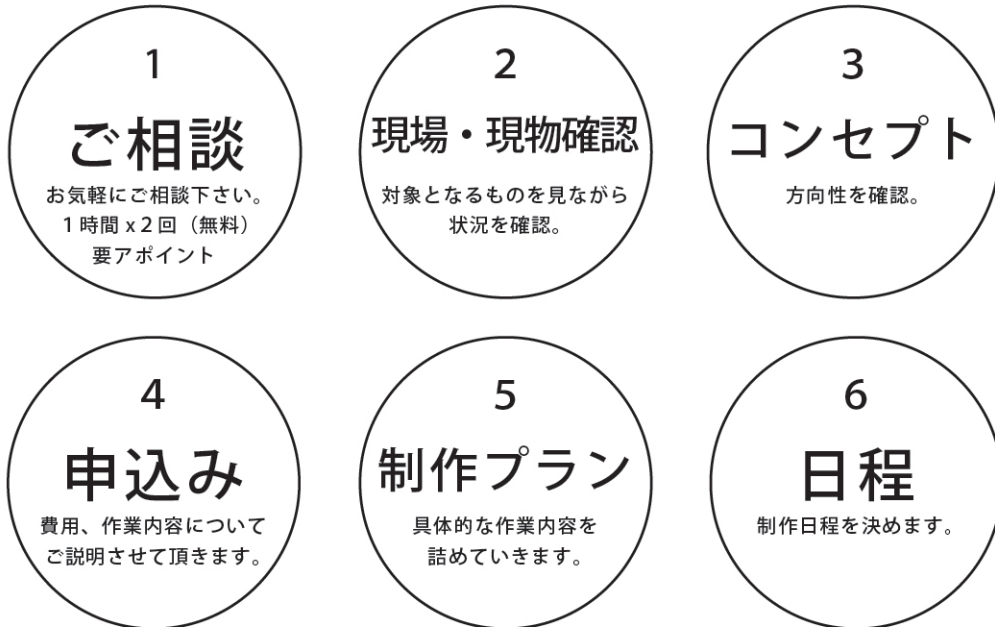 1
ご相談
お気軽にご相談下さい。
1時間x2回（無料）
要アポイント
2
現場・現物確認
対象となるものを見ながら
状況を確認。
3
コンセプト
方向性を確認。
4
申込み
費用、作業内容について
ご説明させて頂きます。
5
制作プラン
具体的な作業内容を
詰めていきます。
6
日程
制作日程を決めます。